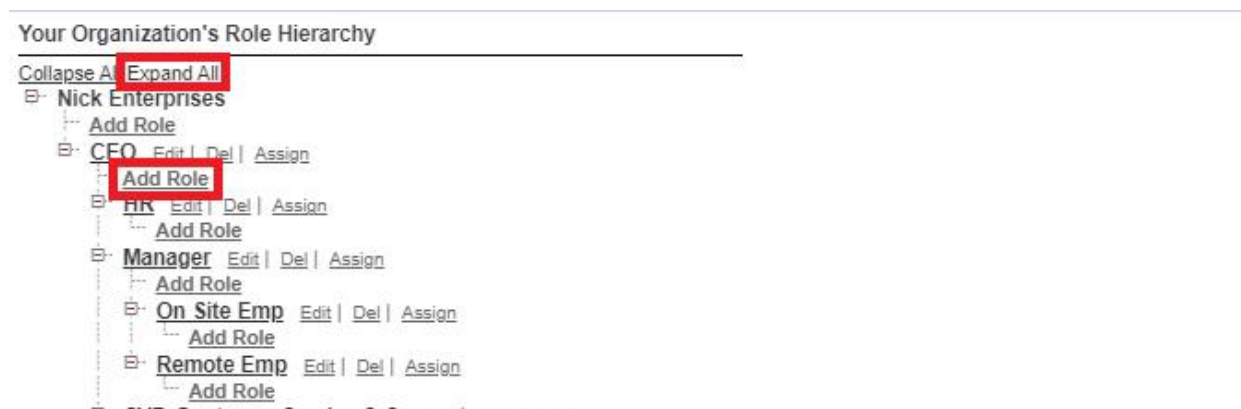 Your Organization's Role Hierarchy
Collapse Al Expand All
Nick Enterprises
Add Role
CEO Edit | Del | Assign
Add Role
HR Edit | Del | Assign
Add Role
Manager Edit | Del | Assign
Add Role
On Site Emp Edit | Del | Assign
Add Role
Remote Emp Edit | Del | Assign
Add Role